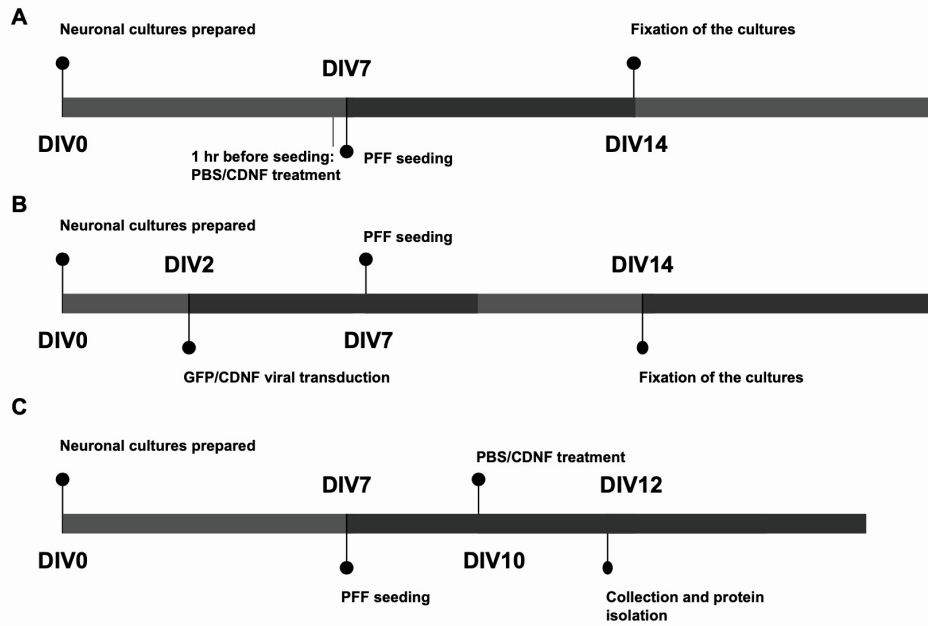 A
Neuronal cultures prepared
Fixation of the cultures
DIV7
DIV0
DIV14
1 hr before seeding:
PBS/CDNF treatment
PFF seeding
B
Neuronal cultures prepared
PFF seeding
DIV2
DIV14
DIV0
DIV7
GFP/CDNF viral transduction
Fixation of the cultures
C
Neuronal cultures prepared
PBS/CDNF treatment
DIV7
DIV12
DIV0
DIV10
PFF seeding
Collection and protein
isolation